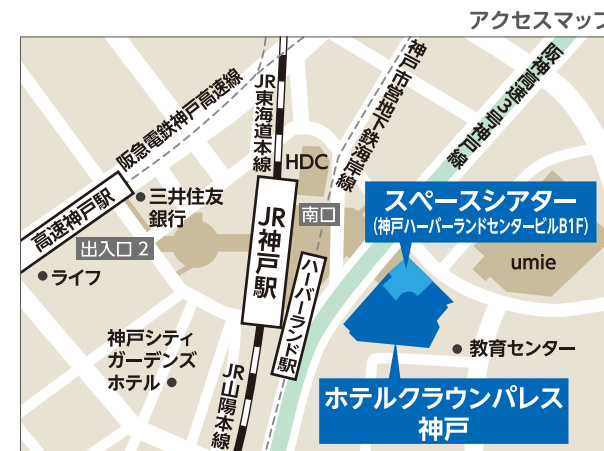 アクセスマップ
阪急電鉄神戸高速線
JR東海道本線
神戸市営地下鉄海岸線
阪神高速3号神戸線
HDC
三井住友
銀行
高速神戸駅
出入口 2
ライフ
JR神戸駅
南口
スペースシアター
(神戸ハーバーランドセンタービルB1F)
umie
ハーバーランド駅
神戸シティ
ガーデンズ
ホテル
教育センター
JR山陽本線
ホテルクラウンパレス
神戸